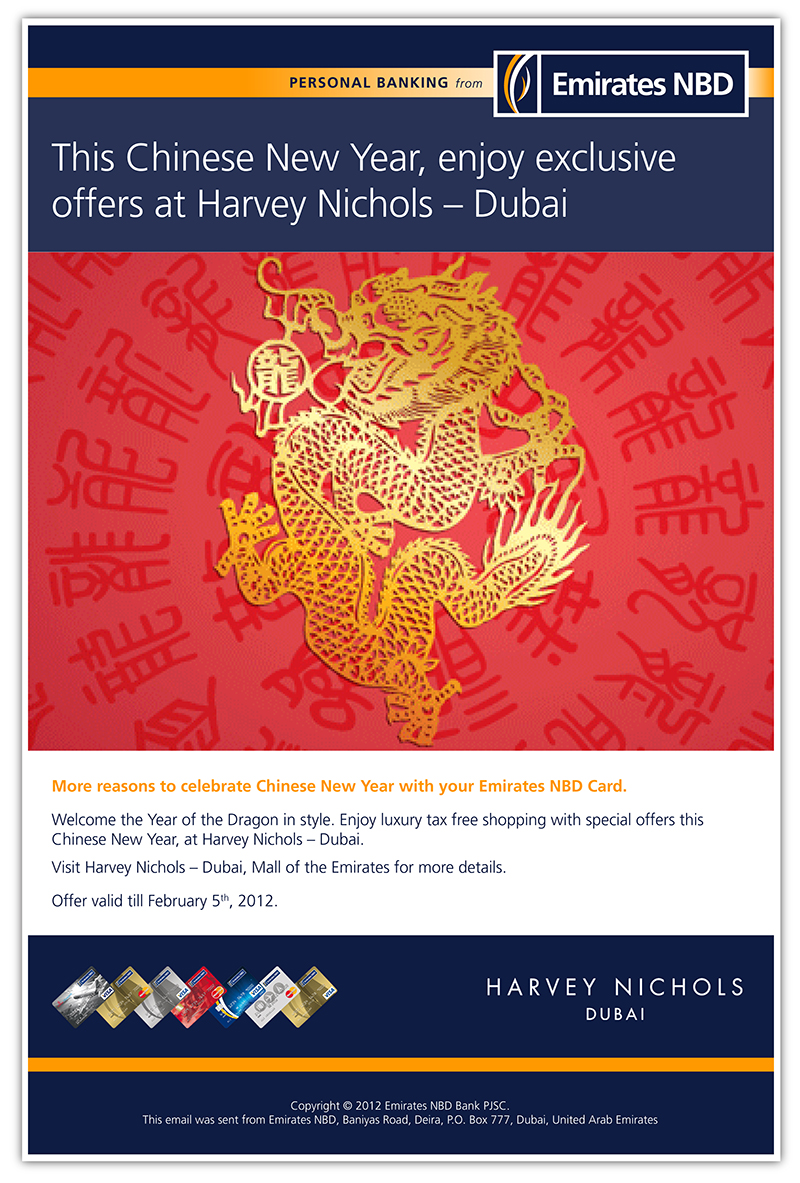 PERSONAL BANKING from
Emirates NBD
This Chinese New Year, enjoy exclusive
offers at Harvey Nichols – Dubai
龍
More reasons to celebrate Chinese New Year with your Emirates NBD Card.
Welcome the Year of the Dragon in style. Enjoy luxury tax free shopping with special offers this
Chinese New Year, at Harvey Nichols – Dubai.
Visit Harvey Nichols – Dubai, Mall of the Emirates for more details.
Offer valid till February 5th, 2012.
VISA
VISA
VISA
VISA
HARVEY NICHOLS
DUBAI
Copyright © 2012 Emirates NBD Bank PJSC.
This email was sent from Emirates NBD, Baniyas Road, Deira, P.O. Box 777, Dubai, United Arab Emirates